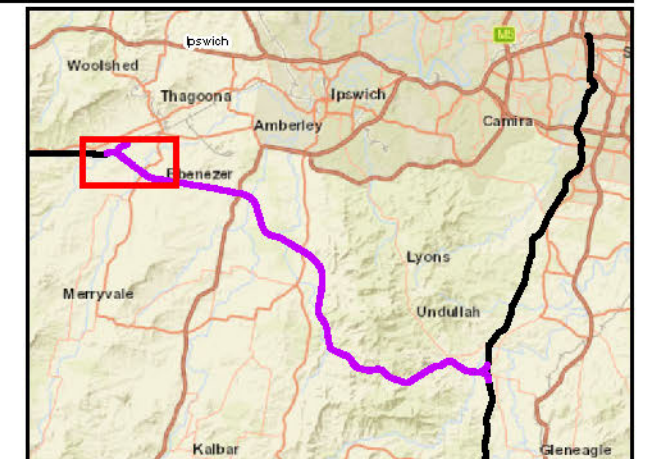 Ipswich
M5
Woolshed
Thagoona
Ipswich
Camira
Amberley
Ebenezer
Lyons
Merryvale
Undullah
Kalbar
Gleneagle